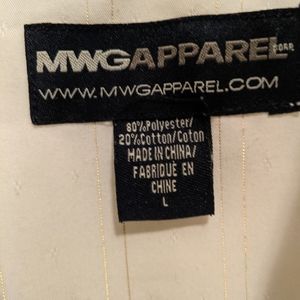 MWGAPPAREL CORP.
WWW.MWGAPPAREL.COM
80%Polyester/
20%Cotton/Coton
MADE IN CHINA/
FABRIQUÉ EN
CHINE
L